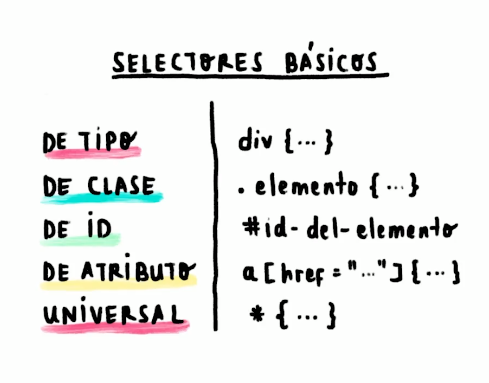 SELECTORES BÁSICOS
DE TIPO div {...}
DE CLASE .elemento {...}
DE ID #id-del-elemento
DE ATRIBUTO a[href="..."]{...}
UNIVERSAL *{...}